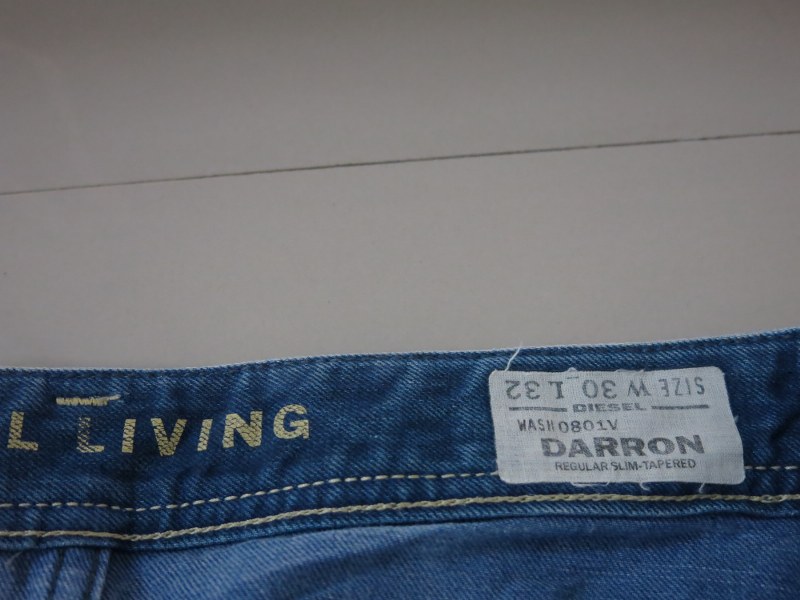 L LIVING
SIZE W 30 L 32
DIESEL
WASH 0801V
DARRON
REGULAR SLIM-TAPERED